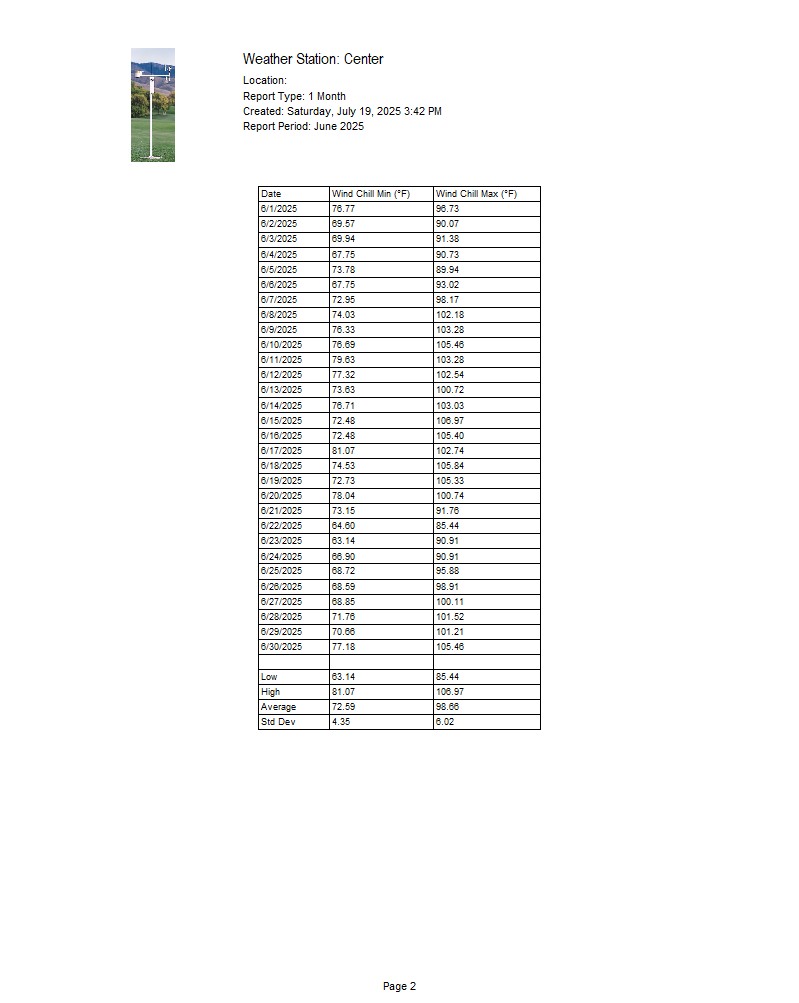 Weather Station: Center
Location:
Report Type: 1 Month
Created: Saturday, July 19, 2025 3:42 PM
Report Period: June 2025
Date Wind Chill Min (°F) Wind Chill Max (°F)
6/1/2025 76.77 96.73
6/2/2025 69.57 90.07
6/3/2025 69.94 91.38
6/4/2025 67.75 90.73
6/5/2025 73.78 89.94
6/6/2025 67.75 93.02
6/7/2025 72.95 98.17
6/8/2025 74.03 102.18
6/9/2025 76.33 103.28
6/10/2025 76.69 105.46
6/11/2025 79.63 103.28
6/12/2025 77.32 102.54
6/13/2025 73.63 100.72
6/14/2025 76.71 103.03
6/15/2025 72.48 106.97
6/16/2025 72.48 105.40
6/17/2025 81.07 102.74
6/18/2025 74.53 105.84
6/19/2025 72.73 105.33
6/20/2025 78.04 100.74
6/21/2025 73.15 91.76
6/22/2025 64.60 85.44
6/23/2025 63.14 90.91
6/24/2025 66.90 90.91
6/25/2025 68.72 95.88
6/26/2025 68.59 98.91
6/27/2025 68.85 100.11
6/28/2025 71.76 101.52
6/29/2025 70.66 101.21
6/30/2025 77.18 105.46
Low 63.14 85.44
High 81.07 106.97
Average 72.59 98.66
Std Dev 4.35 6.02
Page 2